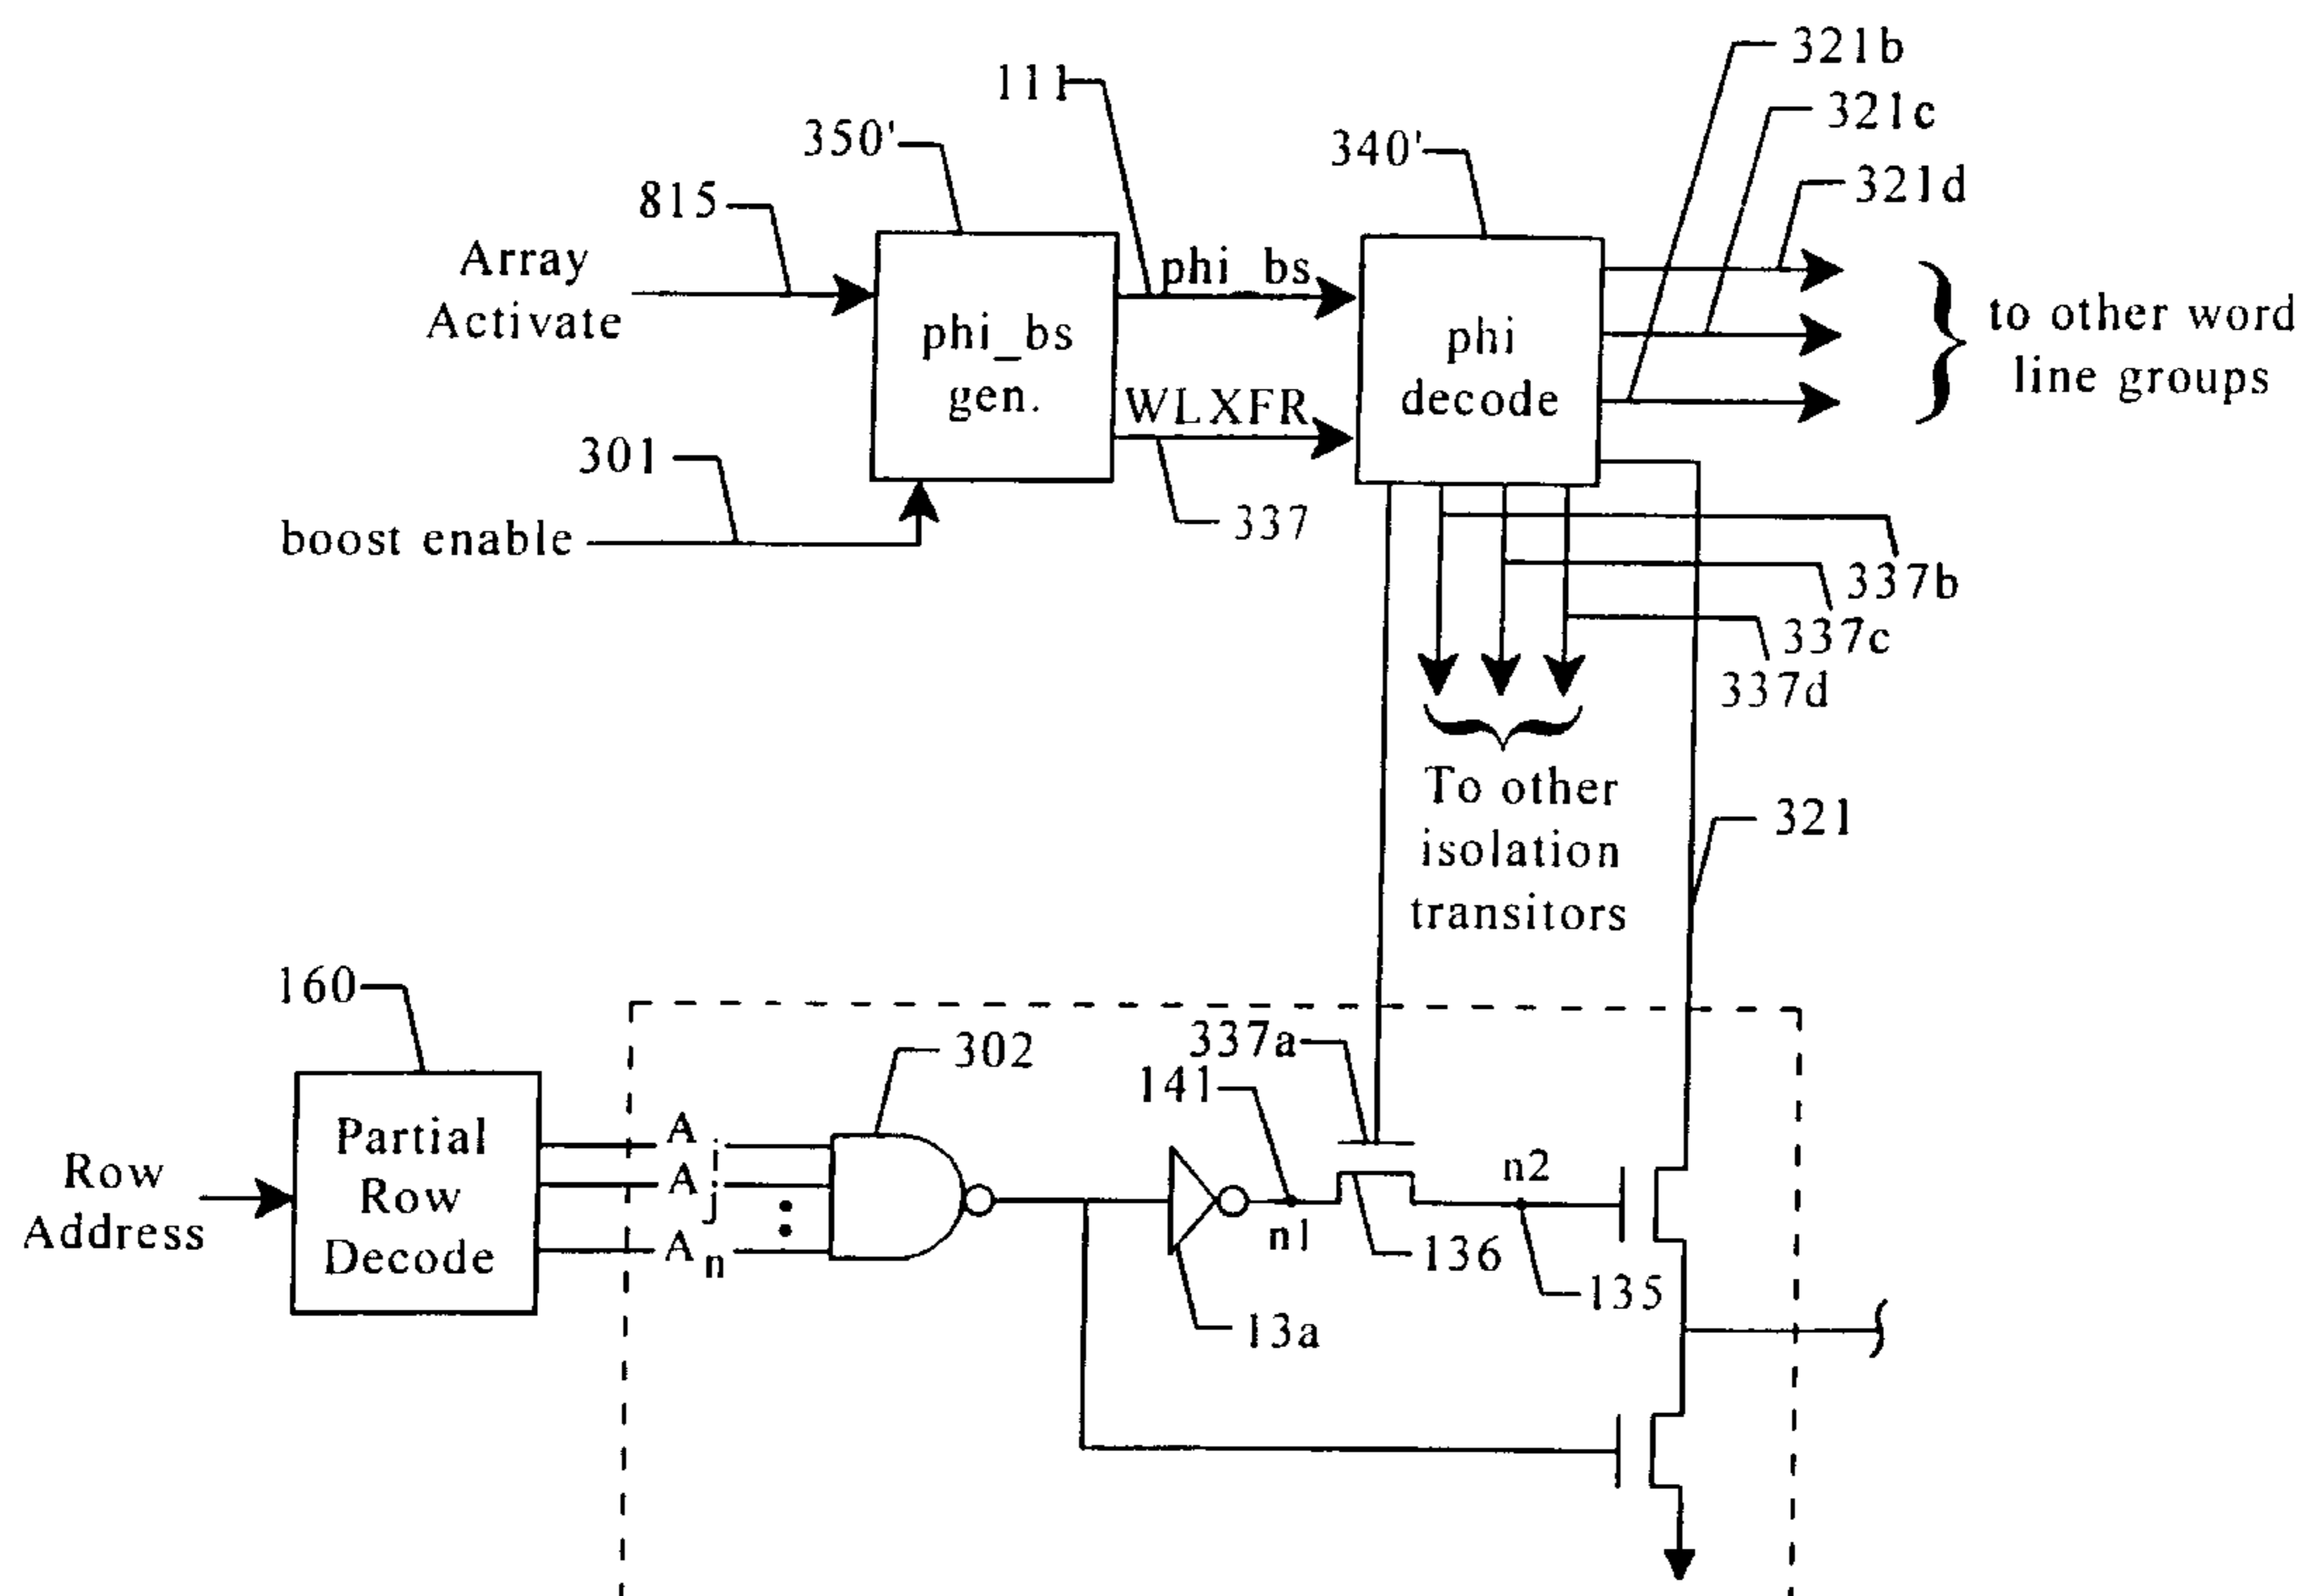 321b
111
321c
350'
340'
321d
815
Array
Activate
phi_bs
to other word
line groups
phi_bs
gen.
phi
decode
WLXFR
301
337
boost enable
337b
337c
337d
To other
isolation
transitors
321
160
302
337a
141
Partial
Row
Decode
Row
Address
A i
A j
A n
n2
n1
136
135
13a